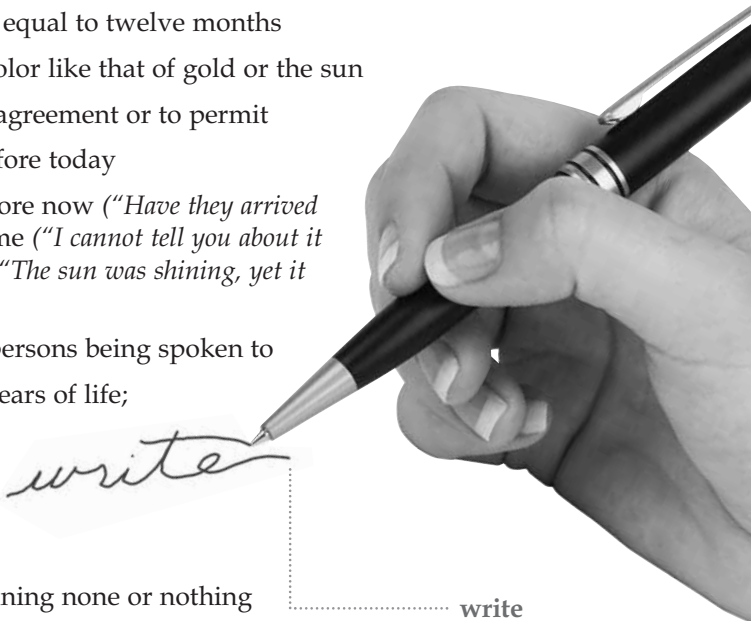 equal to twelve months
olor like that of gold or the sun
agreement or to permit
fore today
ore now (“Have they arrived
me (“I cannot tell you about it
“The sun was shining, yet it
persons being spoken to
ears of life;
write
ning none or nothing
write